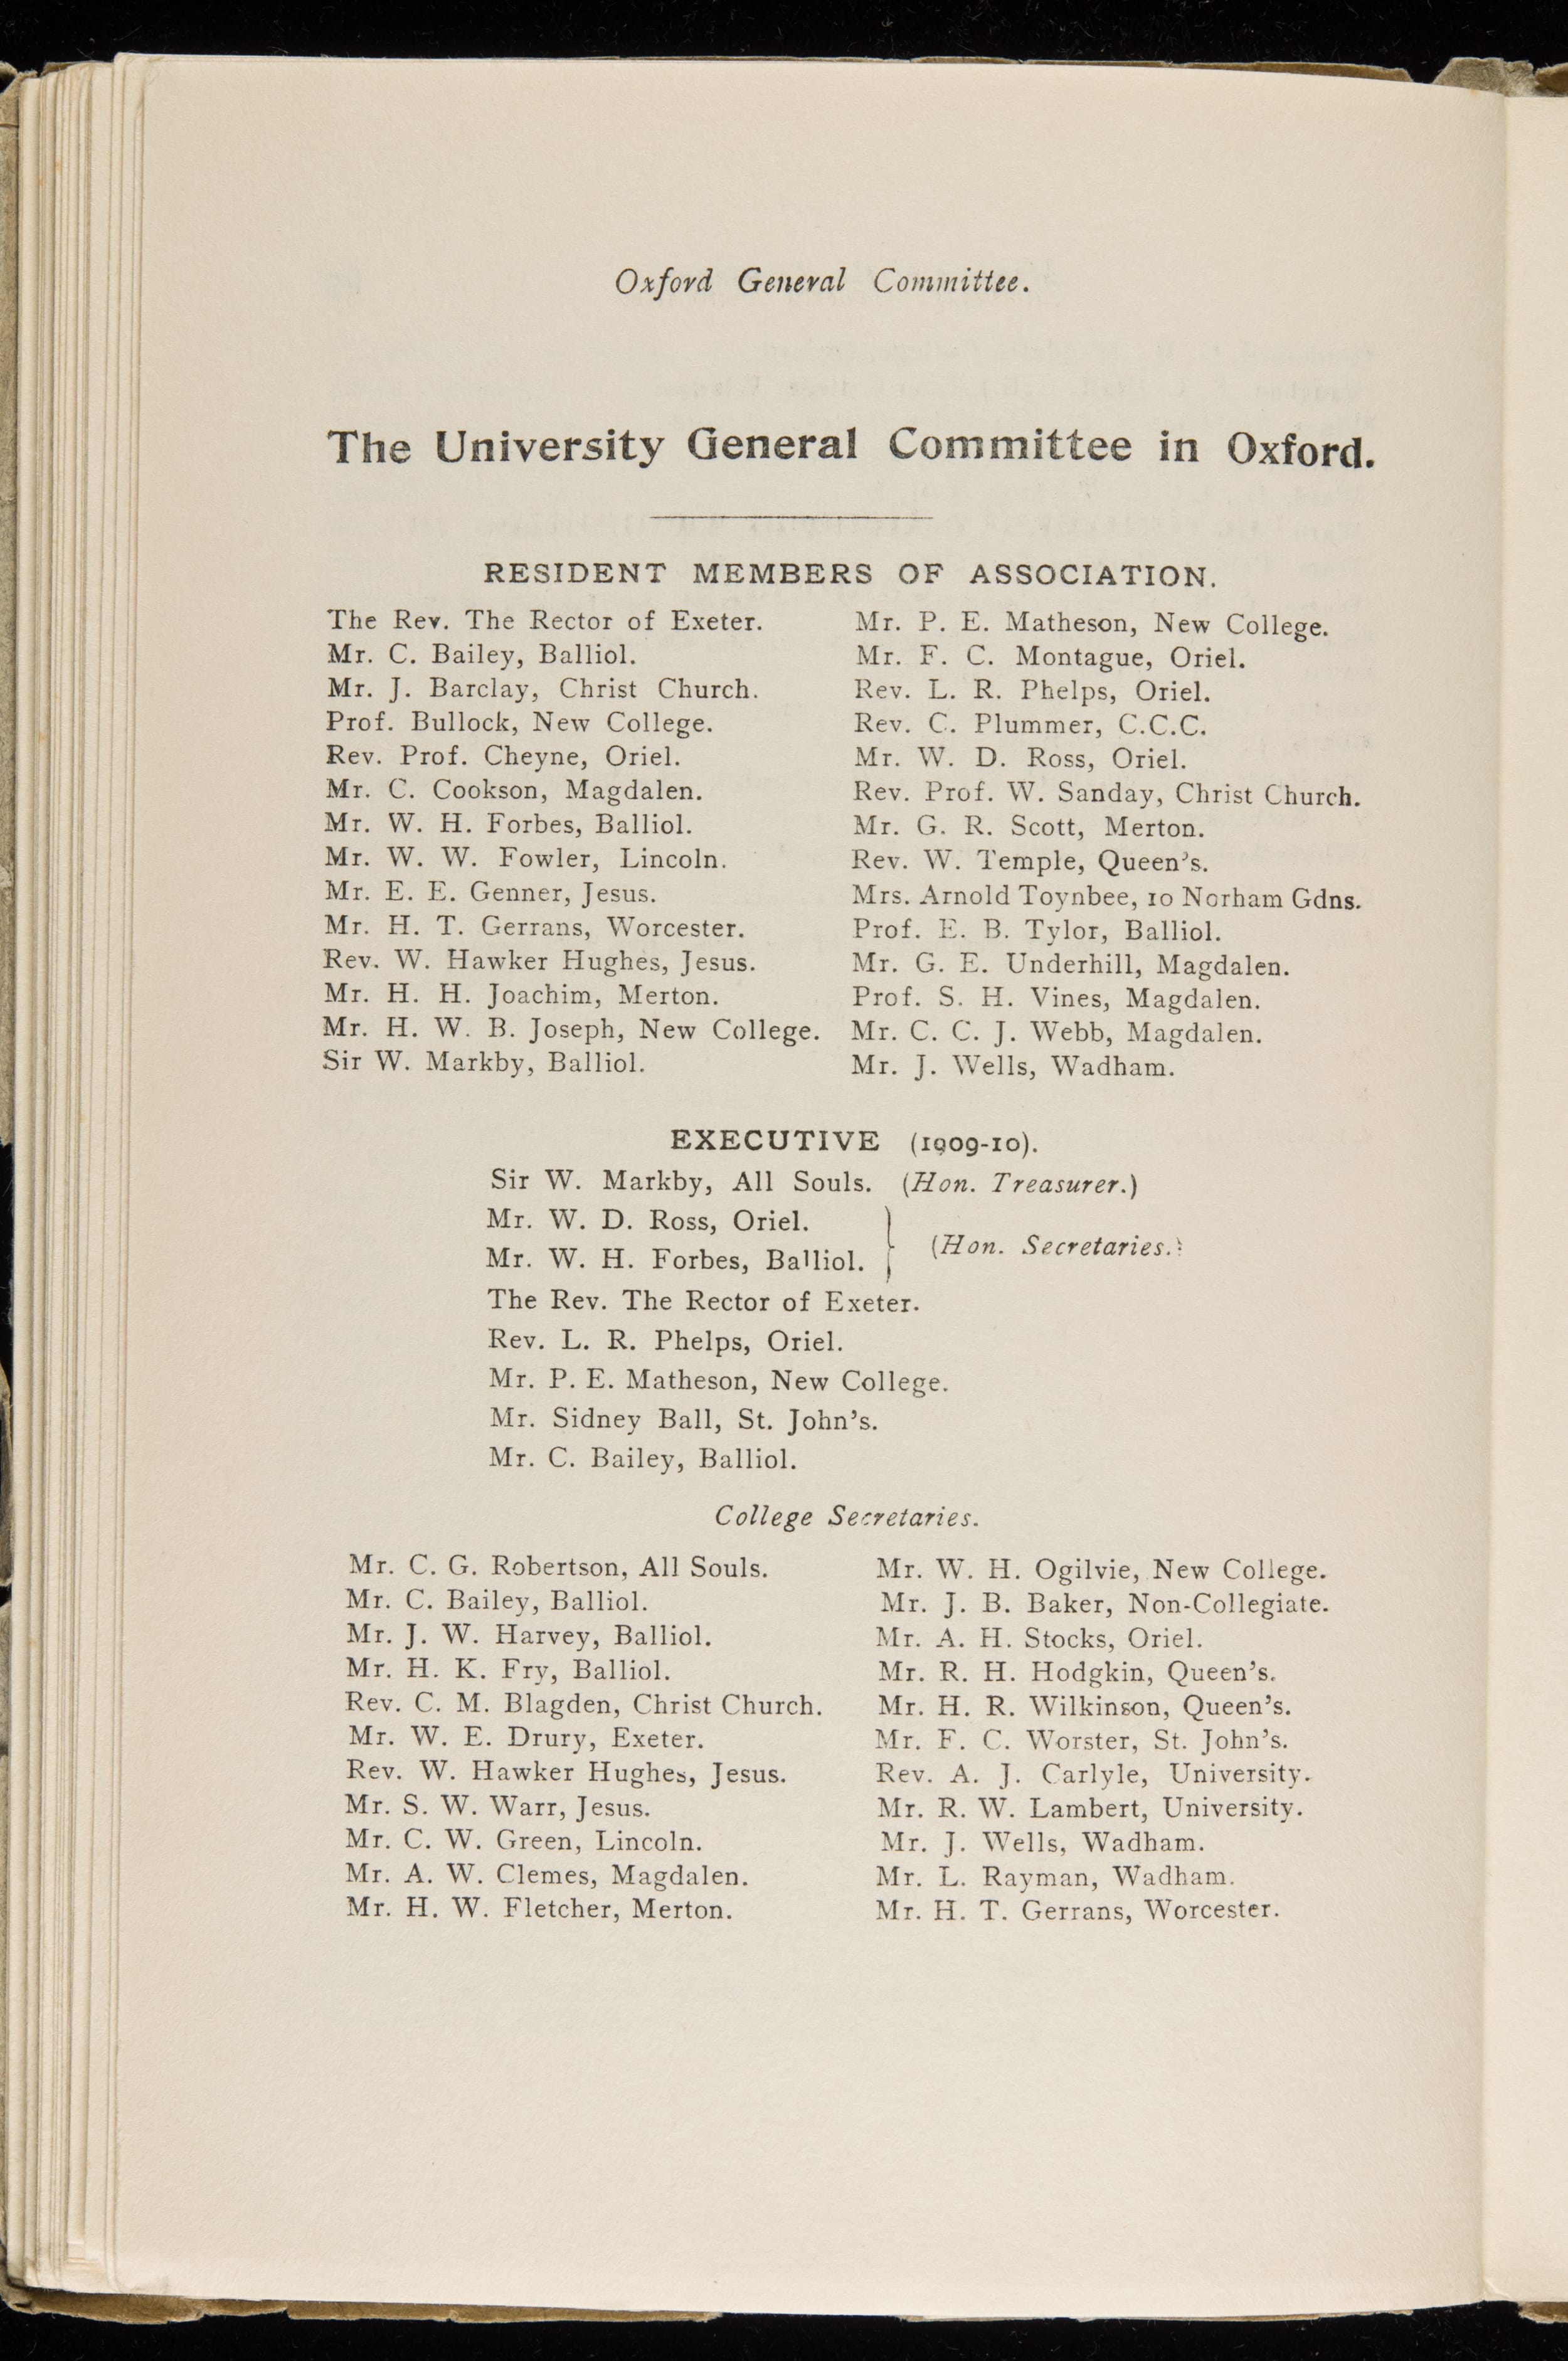 Oxford General Committee.
The University General Committee in Oxford.
RESIDENT MEMBERS OF ASSOCIATION.
The Rev. The Rector of Exeter.
Mr. C. Bailey, Balliol.
Mr. J. Barclay, Christ Church.
Prof. Bullock, New College.
Rev. Prof. Cheyne, Oriel.
Mr. C. Cookson, Magdalen.
Mr. W. H. Forbes, Balliol.
Mr. W. W. Fowler, Lincoln.
Mr. E. E. Genner, Jesus.
Mr. H. T. Gerrans, Worcester.
Rev. W. Hawker Hughes, Jesus.
Mr. H. H. Joachim, Merton.
Mr. H. W. B. Joseph, New College.
Sir W. Markby, Balliol.
Mr. P. E. Matheson, New College.
Mr. F. C. Montague, Oriel.
Rev. L. R. Phelps, Oriel.
Rev. C. Plummer, C.C.C.
Mr. W. D. Ross, Oriel.
Rev. Prof. W. Sanday, Christ Church.
Mr. G. R. Scott, Merton.
Rev. W. Temple, Queen's.
Mrs. Arnold Toynbee, 10 Norham Gdns.
Prof. E. B. Tylor, Balliol.
Mr. G. E. Underhill, Magdalen.
Prof. S. H. Vines, Magdalen.
Mr. C. C. J. Webb, Magdalen.
Mr. J. Wells, Wadham.
EXECUTIVE (1909-10).
Sir W. Markby, All Souls. (Hon. Treasurer.)
Mr. W. D. Ross, Oriel.
Mr. W. H. Forbes, Balliol.
(Hon. Secretaries.)
The Rev. The Rector of Exeter.
Rev. L. R. Phelps, Oriel.
Mr. P. E. Matheson, New College.
Mr. Sidney Ball, St. John's.
Mr. C. Bailey, Balliol.
College Secretaries.
Mr. C. G. Robertson, All Souls.
Mr. C. Bailey, Balliol.
Mr. J. W. Harvey, Balliol.
Mr. H. K. Fry, Balliol.
Rev. C. M. Blagden, Christ Church.
Mr. W. E. Drury, Exeter.
Rev. W. Hawker Hughes, Jesus.
Mr. S. W. Warr, Jesus.
Mr. C. W. Green, Lincoln.
Mr. A. W. Clemes, Magdalen.
Mr. H. W. Fletcher, Merton.
Mr. W. H. Ogilvie, New College.
Mr. J. B. Baker, Non-Collegiate.
Mr. A. H. Stocks, Oriel.
Mr. R. H. Hodgkin, Queen's.
Mr. H. R. Wilkinson, Queen's.
Mr. F. C. Worster, St. John's.
Rev. A. J. Carlyle, University.
Mr. R. W. Lambert, University.
Mr. J. Wells, Wadham.
Mr. L. Rayman, Wadham.
Mr. H. T. Gerrans, Worcester.